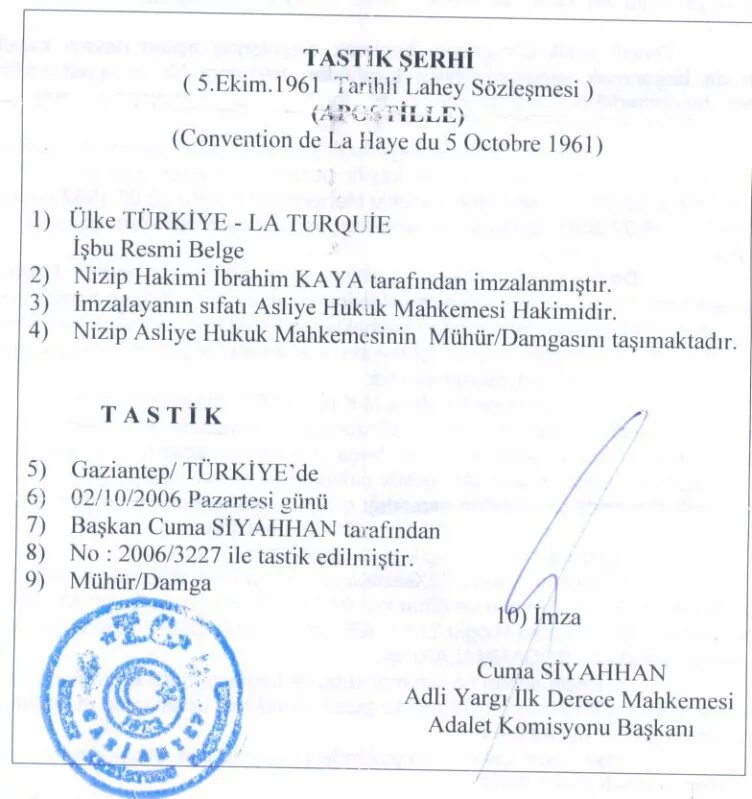 TASTİK ŞERHİ
( 5.Ekim.1961 Tarihli Lahey Sözleşmesi )
(APOSTİLLE)
(Convention de La Haye du 5 Octobre 1961)
1) Ülke TÜRKİYE - LA TURQUIE
İşbu Resmi Belge
2) Nizip Hakimi İbrahim KAYA tarafından imzalanmıştır.
3) İmzalayanın sıfatı Asliye Hukuk Mahkemesi Hakimidir.
4) Nizip Asliye Hukuk Mahkemesinin Mühür/Damgasını taşımaktadır.
TASTİK
5) Gaziantep/ TÜRKİYE'de
6) 02/10/2006 Pazartesi günü
7) Başkan Cuma SİYAHHAN tarafından
8) No : 2006/3227 ile tastik edilmiştir.
9) Mühür/Damga
10) İmza
Cuma SİYAHHAN
Adli Yargı İlk Derece Mahkemesi
Adalet Komisyonu Başkanı
T.C.
GAZİANTEP